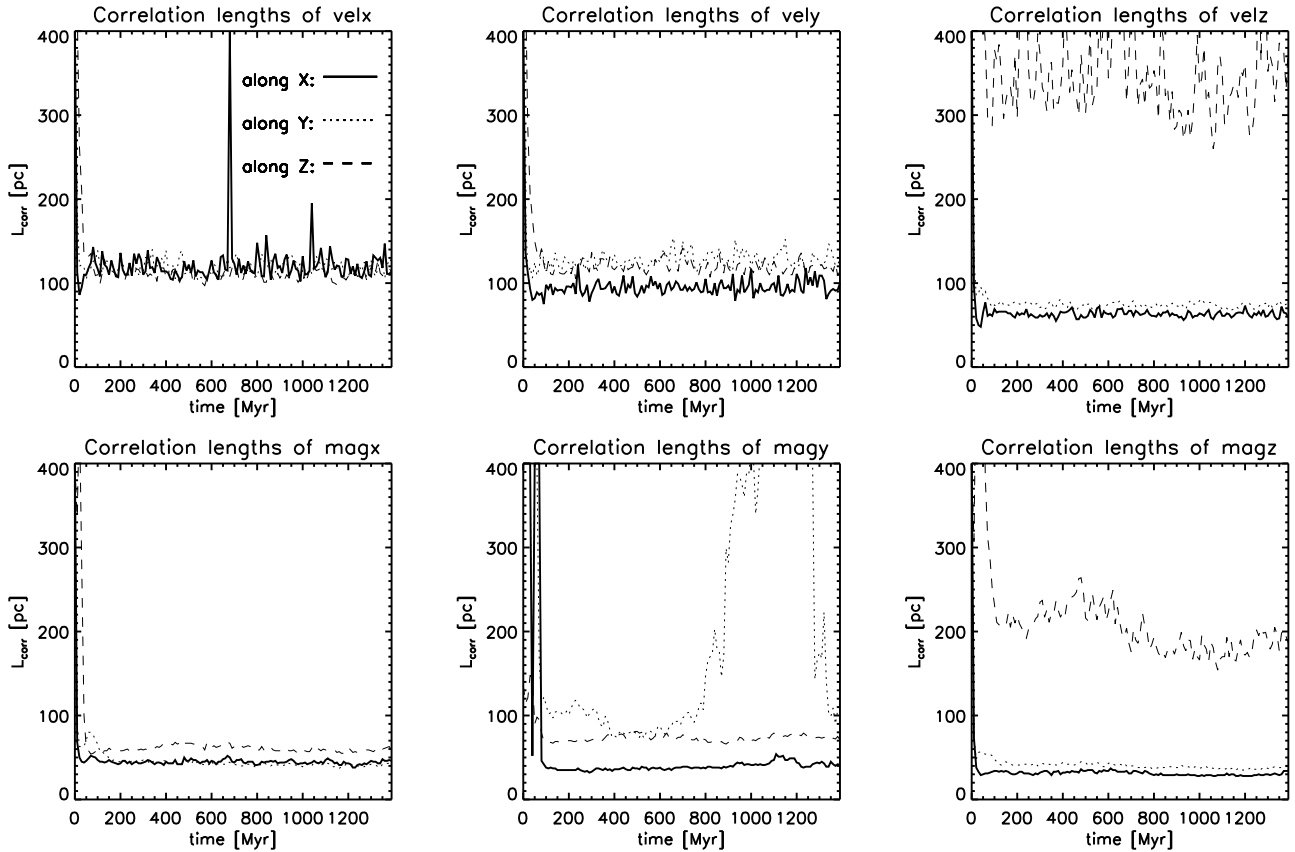 Correlation lengths of velx
400
300
200
100
0
L_corr [pc]
along X:
along Y:
along Z:
0 200 400 600 800 1000 1200
time [Myr]
Correlation lengths of vely
400
300
200
100
0
L_corr [pc]
0 200 400 600 800 1000 1200
time [Myr]
Correlation lengths of velz
400
300
200
100
0
L_corr [pc]
0 200 400 600 800 1000 1200
time [Myr]
Correlation lengths of magx
400
300
200
100
0
L_corr [pc]
0 200 400 600 800 1000 1200
time [Myr]
Correlation lengths of magy
400
300
200
100
0
L_corr [pc]
0 200 400 600 800 1000 1200
time [Myr]
Correlation lengths of magz
400
300
200
100
0
L_corr [pc]
0 200 400 600 800 1000 1200
time [Myr]